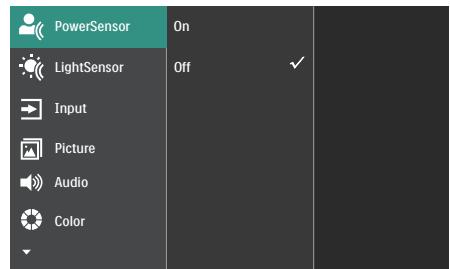 PowerSensor
On
LightSensor
Off
Input
Picture
Audio
Color